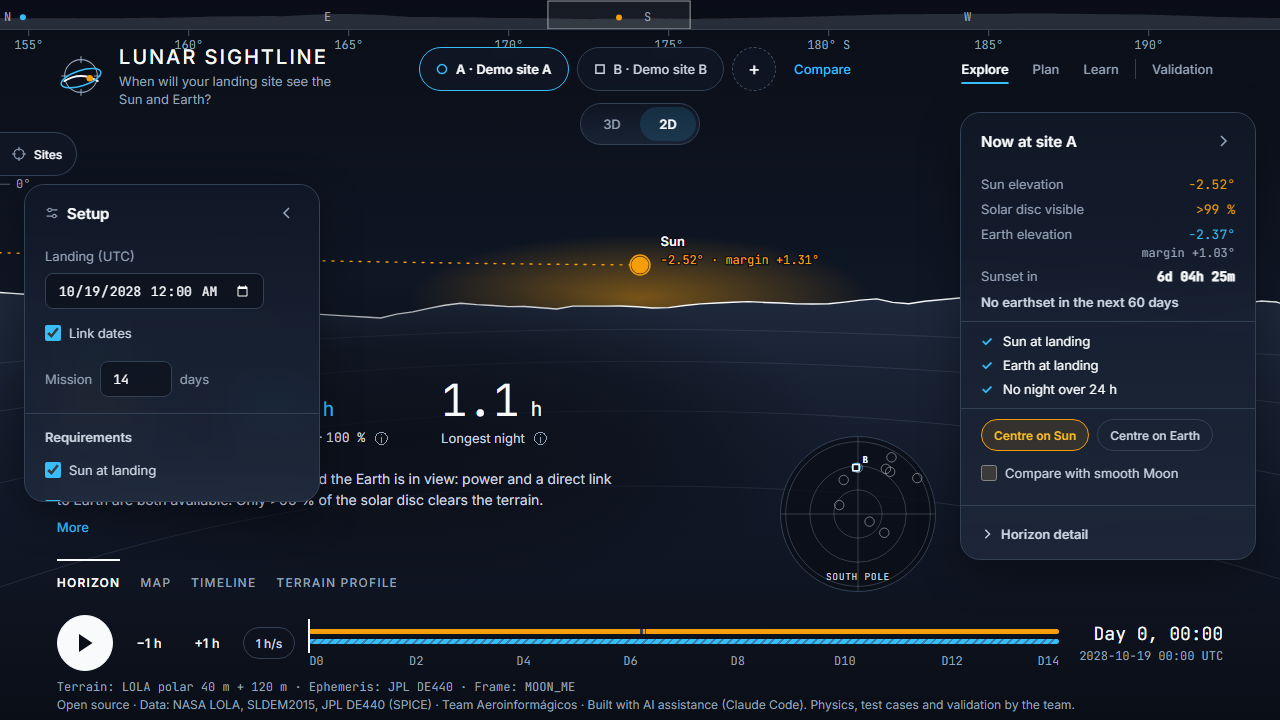 N E S W
155° 160° 165° 170° 175° 180° S 185° 190°
LUNAR SIGHTLINE
When will your landing site see the
Sun and Earth?
A · Demo site A
B · Demo site B
+
Compare
Explore
Plan
Learn
Validation
3D
2D
Sites
0°
Setup
Landing (UTC)
10/19/2028 12:00 AM
Link dates
Mission 14 days
Requirements
Sun at landing
Sun
-2.52° · margin +1.31°
Now at site A
Sun elevation -2.52°
Solar disc visible >99 %
Earth elevation -2.37°
margin +1.03°
Sunset in 6d 04h 25m
No earthset in the next 60 days
Sun at landing
Earth at landing
No night over 24 h
Centre on Sun
Centre on Earth
Compare with smooth Moon
Horizon detail
h
100 %
1.1 h
Longest night
the Earth is in view: power and a direct link
of the solar disc clears the terrain.
More
B
SOUTH POLE
HORIZON MAP TIMELINE TERRAIN PROFILE
−1 h
+1 h
1 h/s
D0 D2 D4 D6 D8 D10 D12 D14
Day 0, 00:00
2028-10-19 00:00 UTC
Terrain: LOLA polar 40 m + 120 m · Ephemeris: JPL DE440 · Frame: MOON_ME
Open source · Data: NASA LOLA, SLDEM2015, JPL DE440 (SPICE) · Team Aeroinformágicos · Built with AI assistance (Claude Code). Physics, test cases and validation by the team.